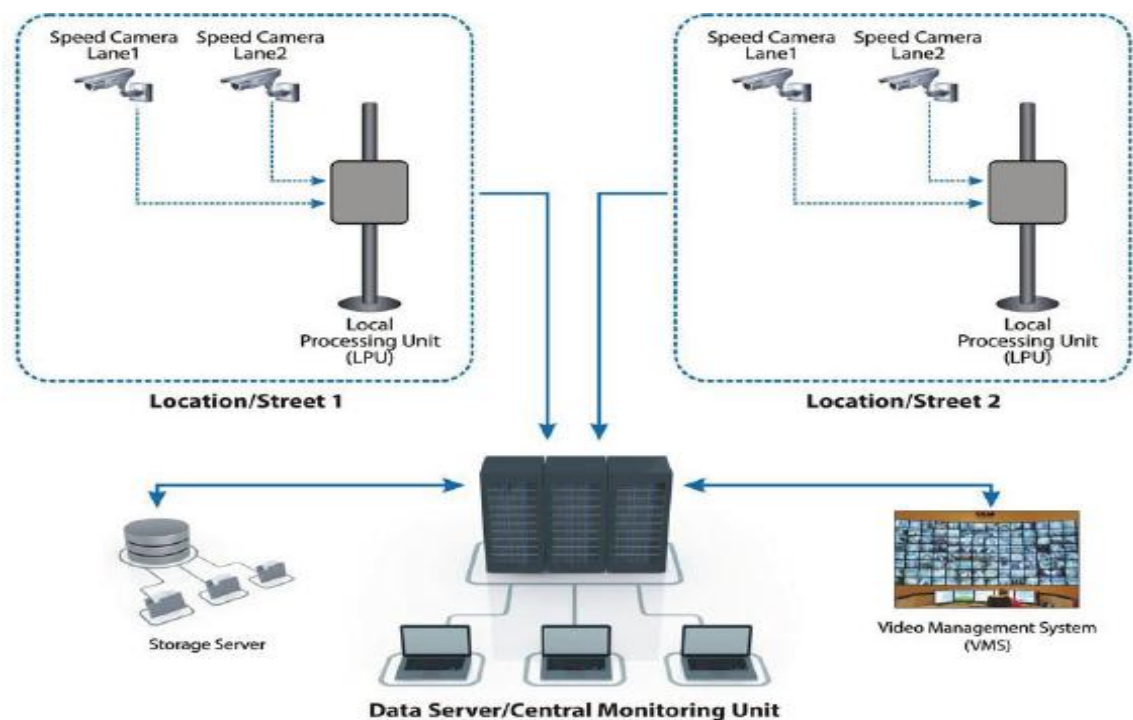 Speed Camera
Lane1
Speed Camera
Lane2
Local
Processing Unit
(LPU)
Location/Street 1
Speed Camera
Lane1
Speed Camera
Lane2
Local
Processing Unit
(LPU)
Location/Street 2
Storage Server
Video Management System
(VMS)
Data Server/Central Monitoring Unit